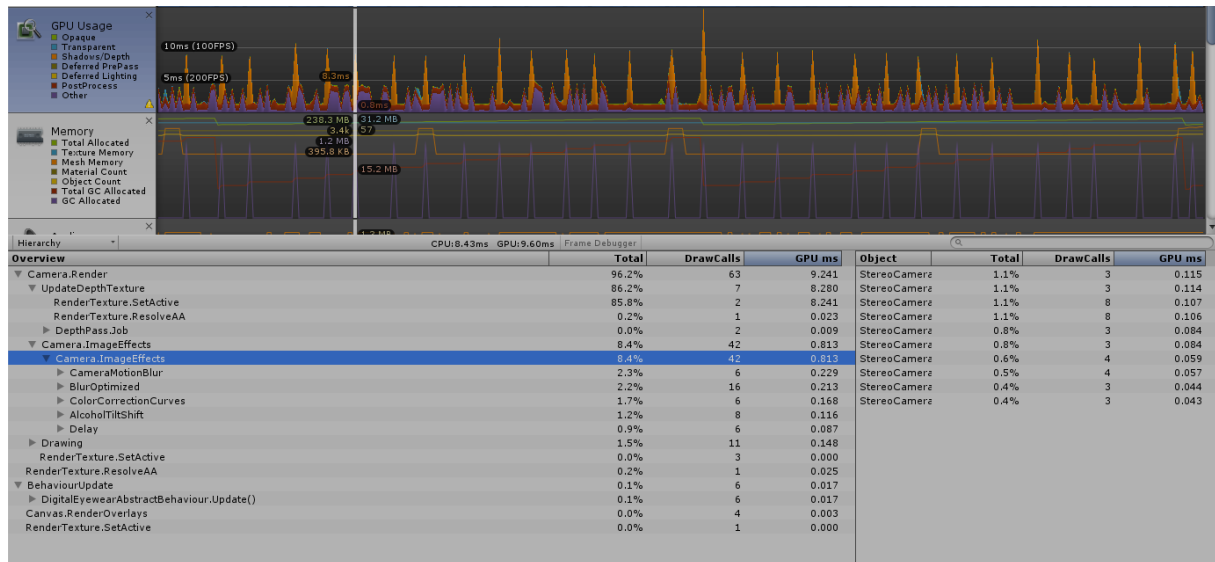 GPU Usage
Opaque
Transparent
Shadows/Depth
Deferred PrePass
Deferred Lighting
PostProcess
Other
10ms (100FPS)
5ms (200FPS)
8.3ms
0.8ms
Memory
Total Allocated
Texture Memory
Mesh Memory
Material Count
Object Count
Total GC Allocated
GC Allocated
238.3 MB 31.2 MB
3.4k 57
1.2 MB
395.8 KB
15.2 MB
Hierarchy CPU:8.43ms GPU:9.60ms Frame Debugger
Overview Total DrawCalls GPU ms Object Total DrawCalls GPU ms
Camera.Render 96.2% 63 9.241 StereoCamera 1.1% 3 0.115
UpdateDepthTexture 86.2% 7 8.280 StereoCamera 1.1% 3 0.114
RenderTexture.SetActive 85.8% 2 8.241 StereoCamera 1.1% 8 0.107
RenderTexture.ResolveAA 0.2% 1 0.023 StereoCamera 1.1% 8 0.106
DepthPass.Job 0.0% 2 0.009 StereoCamera 0.8% 3 0.084
Camera.ImageEffects 8.4% 42 0.813 StereoCamera 0.8% 3 0.084
Camera.ImageEffects 8.4% 42 0.813 StereoCamera 0.6% 4 0.059
CameraMotionBlur 2.3% 6 0.229 StereoCamera 0.5% 4 0.057
BlurOptimized 2.2% 16 0.213 StereoCamera 0.4% 3 0.044
ColorCorrectionCurves 1.7% 6 0.168 StereoCamera 0.4% 3 0.043
AlcoholTiltShift 1.2% 8 0.116
Delay 0.9% 6 0.087
Drawing 1.5% 11 0.148
RenderTexture.SetActive 0.0% 3 0.000
RenderTexture.ResolveAA 0.2% 1 0.025
BehaviourUpdate 0.1% 6 0.017
DigitalEyewearAbstractBehaviour.Update() 0.1% 6 0.017
Canvas.RenderOverlays 0.0% 4 0.003
RenderTexture.SetActive 0.0% 1 0.000